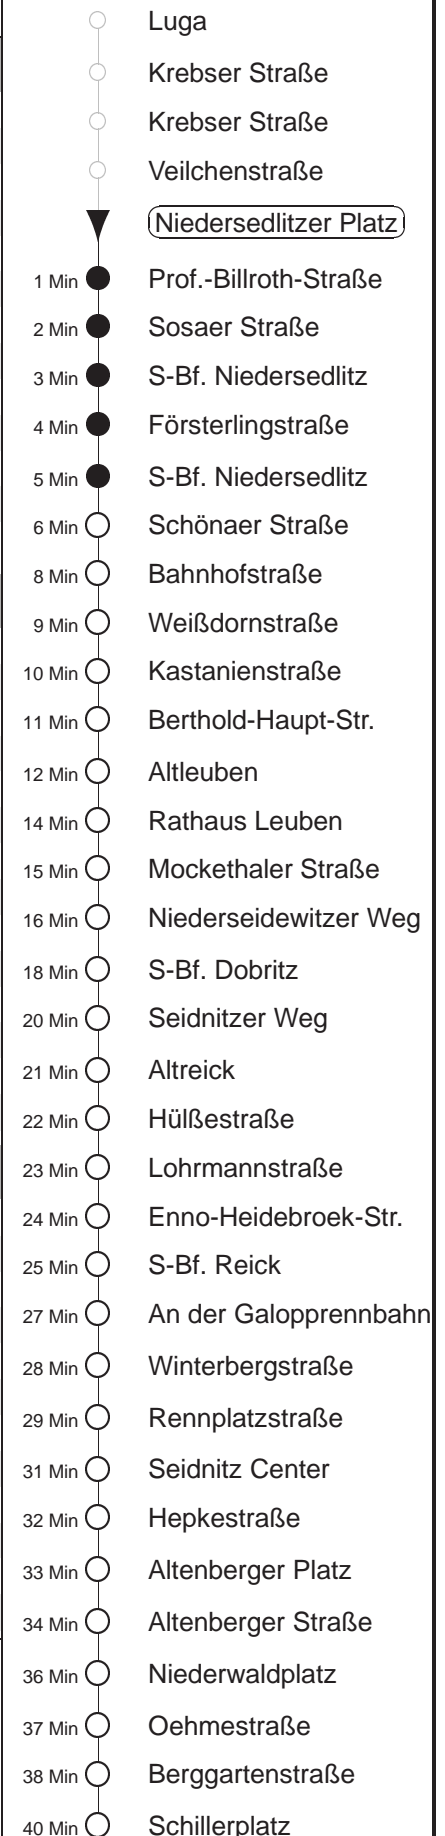 Luga
Krebser Straße
Krebser Straße
Veilchenstraße
Niedersedlitzer Platz
1 Min Prof.-Billroth-Straße
2 Min Sosaer Straße
3 Min S-Bf. Niedersedlitz
4 Min Försterlingstraße
5 Min S-Bf. Niedersedlitz
6 Min Schönaer Straße
8 Min Bahnhofstraße
9 Min Weißdornstraße
10 Min Kastanienstraße
11 Min Berthold-Haupt-Str.
12 Min Altleuben
14 Min Rathaus Leuben
15 Min Mockethaler Straße
16 Min Niederseidewitzer Weg
18 Min S-Bf. Dobritz
20 Min Seidnitzer Weg
21 Min Altreick
22 Min Hülßestraße
23 Min Lohrmannstraße
24 Min Enno-Heidebroek-Str.
25 Min S-Bf. Reick
27 Min An der Galopprennbahn
28 Min Winterbergstraße
29 Min Rennplatzstraße
31 Min Seidnitz Center
32 Min Hepkestraße
33 Min Altenberger Platz
34 Min Altenberger Straße
36 Min Niederwaldplatz
37 Min Oehmestraße
38 Min Berggartenstraße
40 Min Schillerplatz